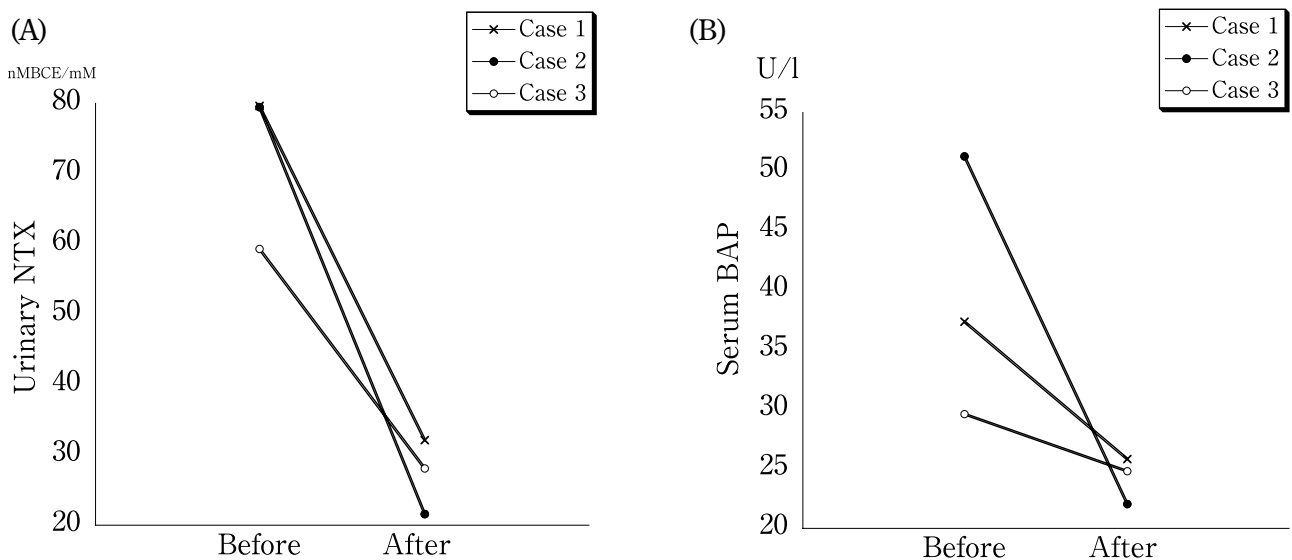 (A)
Case 1
Case 2
Case 3
nMBCE/mM
80
70
60
50
40
30
20
Urinary NTX
Before After
(B)
Case 1
Case 2
Case 3
U/l
55
50
45
40
35
30
25
20
Serum BAP
Before After